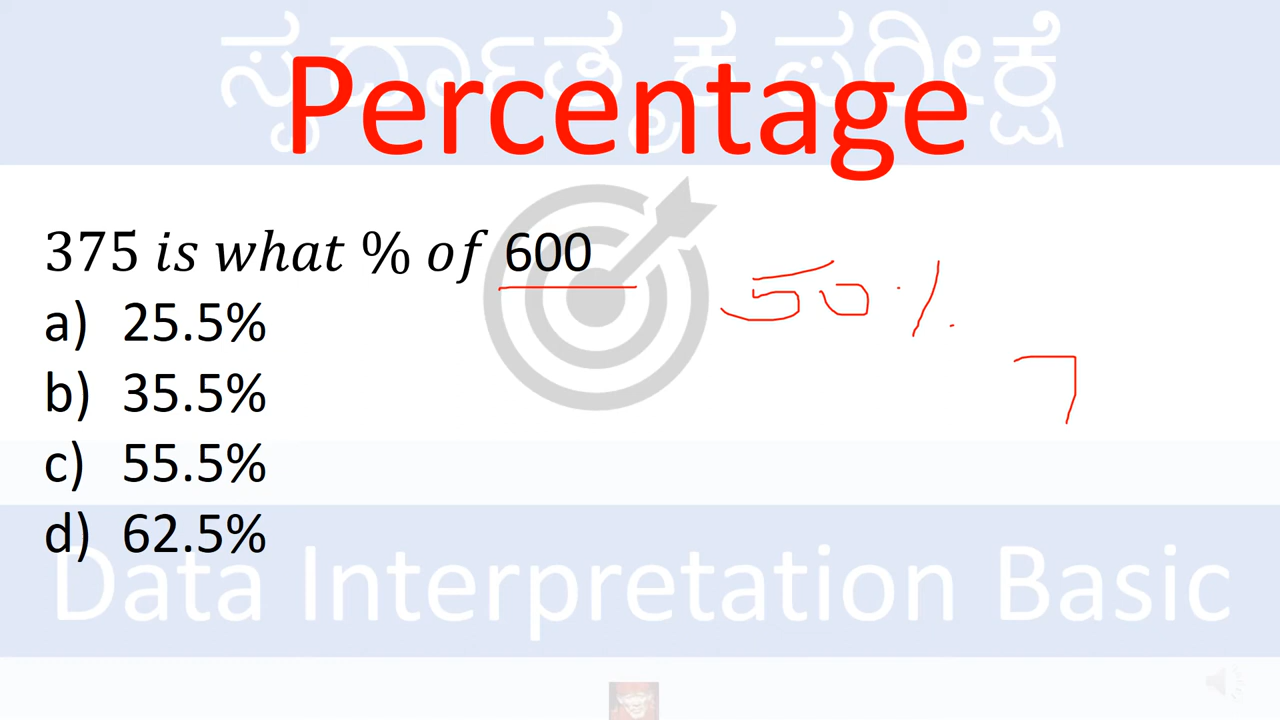 ಸ್ಪರ್ಧಾತ್ಮಕ ಪರೀಕ್ಷೆ
Percentage
375 is what % of 600
50%
7
a) 25.5%
b) 35.5%
c) 55.5%
d) 62.5%
Data Interpretation Basic